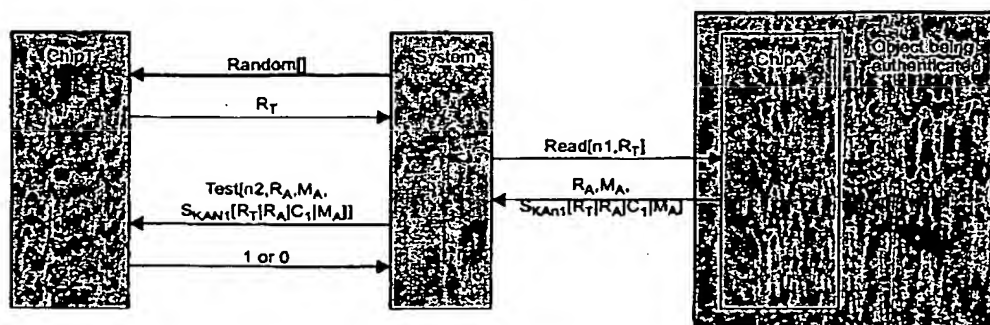 ChipT
System
ChipA
Object being
authenticated
Random[]
R_T
Read[n1,R_T]
R_A,M_A,
S_KAn1[R_T|R_A|C_1|M_A]
Test[n2,R_A,M_A,
S_KAN1[R_T|R_A|C_1|M_A]]
1 or 0